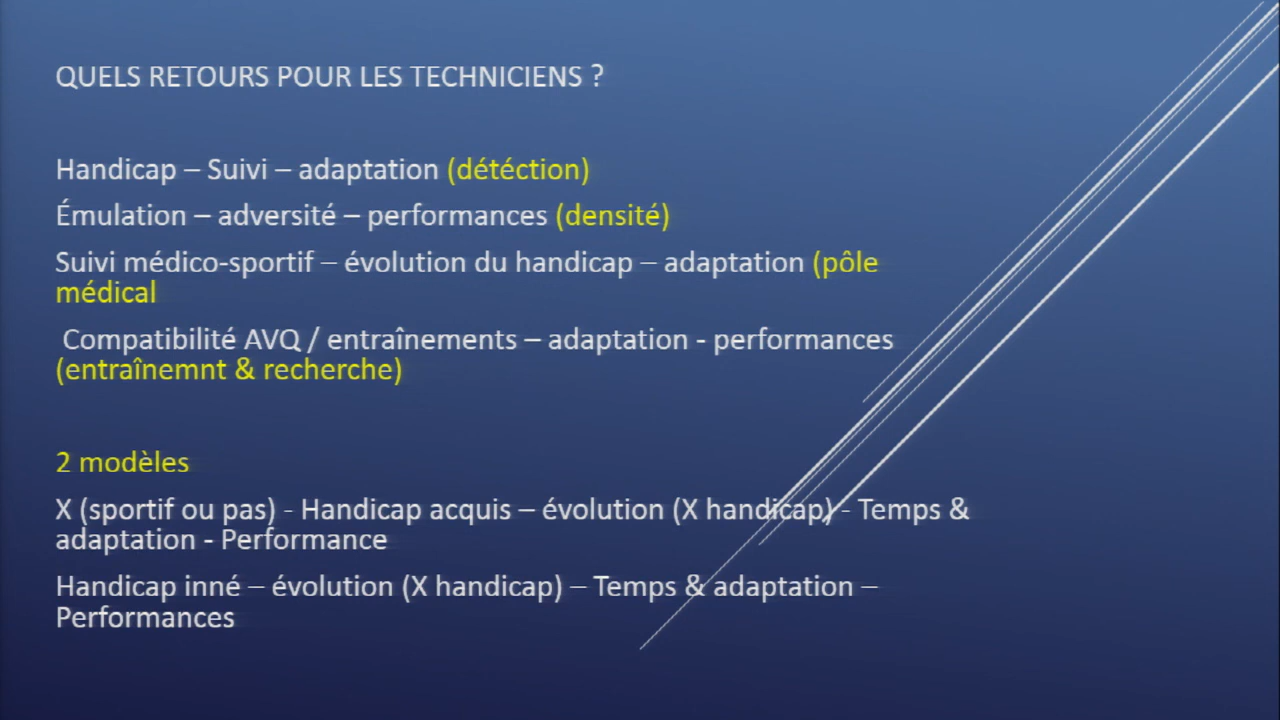 QUELS RETOURS POUR LES TECHNICIENS ?
Handicap – Suivi – adaptation (détéction)
Émulation – adversité – performances (densité)
Suivi médico-sportif – évolution du handicap – adaptation (pôle
médical
Compatibilité AVQ / entraînements – adaptation - performances
(entraînemnt & recherche)
2 modèles
X (sportif ou pas) - Handicap acquis – évolution (X handicap) - Temps &
adaptation - Performance
Handicap inné – évolution (X handicap) – Temps & adaptation –
Performances